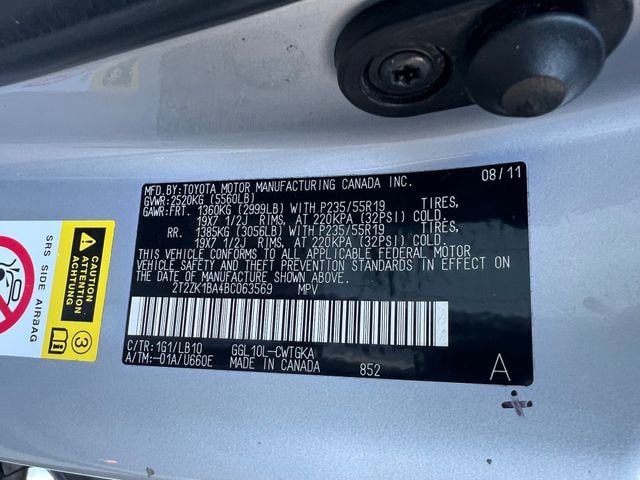 MFD.BY:TOYOTA MOTOR MANUFACTURING CANADA INC. 08/11
GVWR:2520KG (5560LB)
GAWR:FRT. 1360KG (2999LB) WITH P235/55R19 TIRES,
19X7 1/2J RIMS, AT 220KPA (32PSI) COLD.
RR. 1385KG (3056LB) WITH P235/55R19 TIRES,
19X7 1/2J RIMS, AT 220KPA (32PSI) COLD.
THIS VEHICLE CONFORMS TO ALL APPLICABLE FEDERAL MOTOR
VEHICLE SAFETY AND THEFT PREVENTION STANDARDS IN EFFECT ON
THE DATE OF MANUFACTURE SHOWN ABOVE.
2T2ZK1BA4BC063569 MPV
C/TR:1G1/LB10 GGL10L-CWTGKA
A/TM:-01A/U660E MADE IN CANADA 852 A
SRS SIDE AIRBAG
CAUTION
ACHTUNG
3